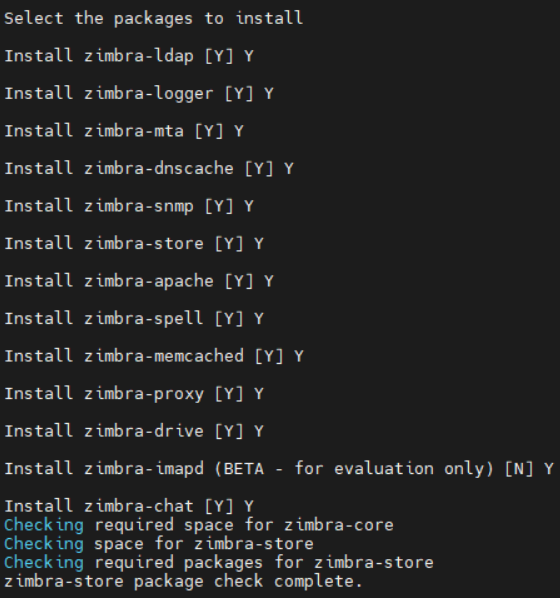 Select the packages to install
Install zimbra-ldap [Y] Y
Install zimbra-logger [Y] Y
Install zimbra-mta [Y] Y
Install zimbra-dnscache [Y] Y
Install zimbra-snmp [Y] Y
Install zimbra-store [Y] Y
Install zimbra-apache [Y] Y
Install zimbra-spell [Y] Y
Install zimbra-memcached [Y] Y
Install zimbra-proxy [Y] Y
Install zimbra-drive [Y] Y
Install zimbra-imapd (BETA - for evaluation only) [N] Y
Install zimbra-chat [Y] Y
Checking required space for zimbra-core
Checking space for zimbra-store
Checking required packages for zimbra-store
zimbra-store package check complete.